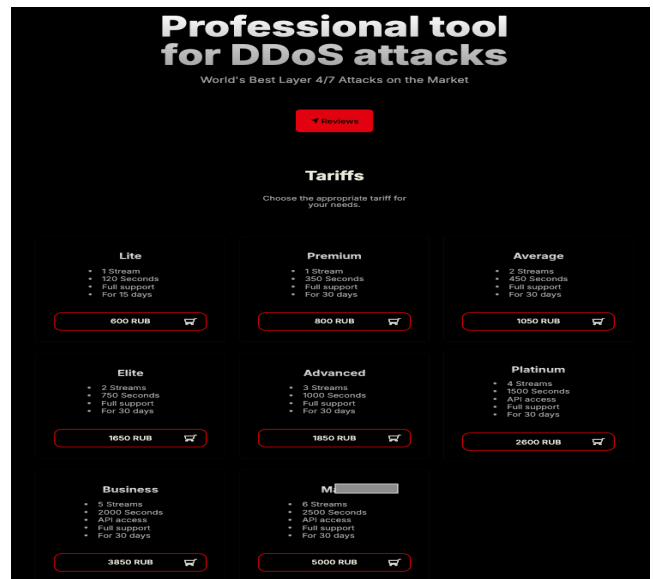 Professional tool
for DDoS attacks
World's Best Layer 4/7 Attacks on the Market
Reviews
Tariffs
Choose the appropriate tariff for
your needs.
Lite
• 1 Stream
• 120 Seconds
• Full support
• For 15 days
600 RUB
Premium
• 1 Stream
• 350 Seconds
• Full support
• For 30 days
800 RUB
Average
• 2 Streams
• 450 Seconds
• Full support
• For 30 days
1050 RUB
Elite
• 2 Streams
• 750 Seconds
• Full support
• For 30 days
1650 RUB
Advanced
• 3 Streams
• 1000 Seconds
• Full support
• For 30 days
1850 RUB
Platinum
• 4 Streams
• 1500 Seconds
• API access
• Full support
• For 30 days
2600 RUB
Business
• 5 Streams
• 2000 Seconds
• API access
• Full support
• For 30 days
3850 RUB
• 6 Streams
• 2500 Seconds
• API access
• Full support
• For 30 days
5000 RUB